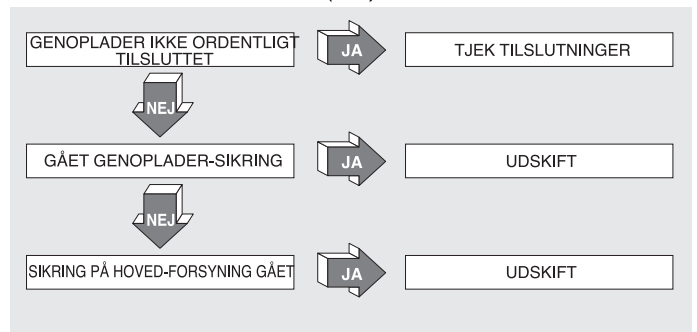 GENOPLADER IKKE ORDENTLIGT
TILSLUTTET
JA
TJEK TILSLUTNINGER
NEJ
GÅET GENOPLADER-SIKRING
JA
UDSKIFT
NEJ
SIKRING PÅ HOVED-FORSYNING GÅET
JA
UDSKIFT